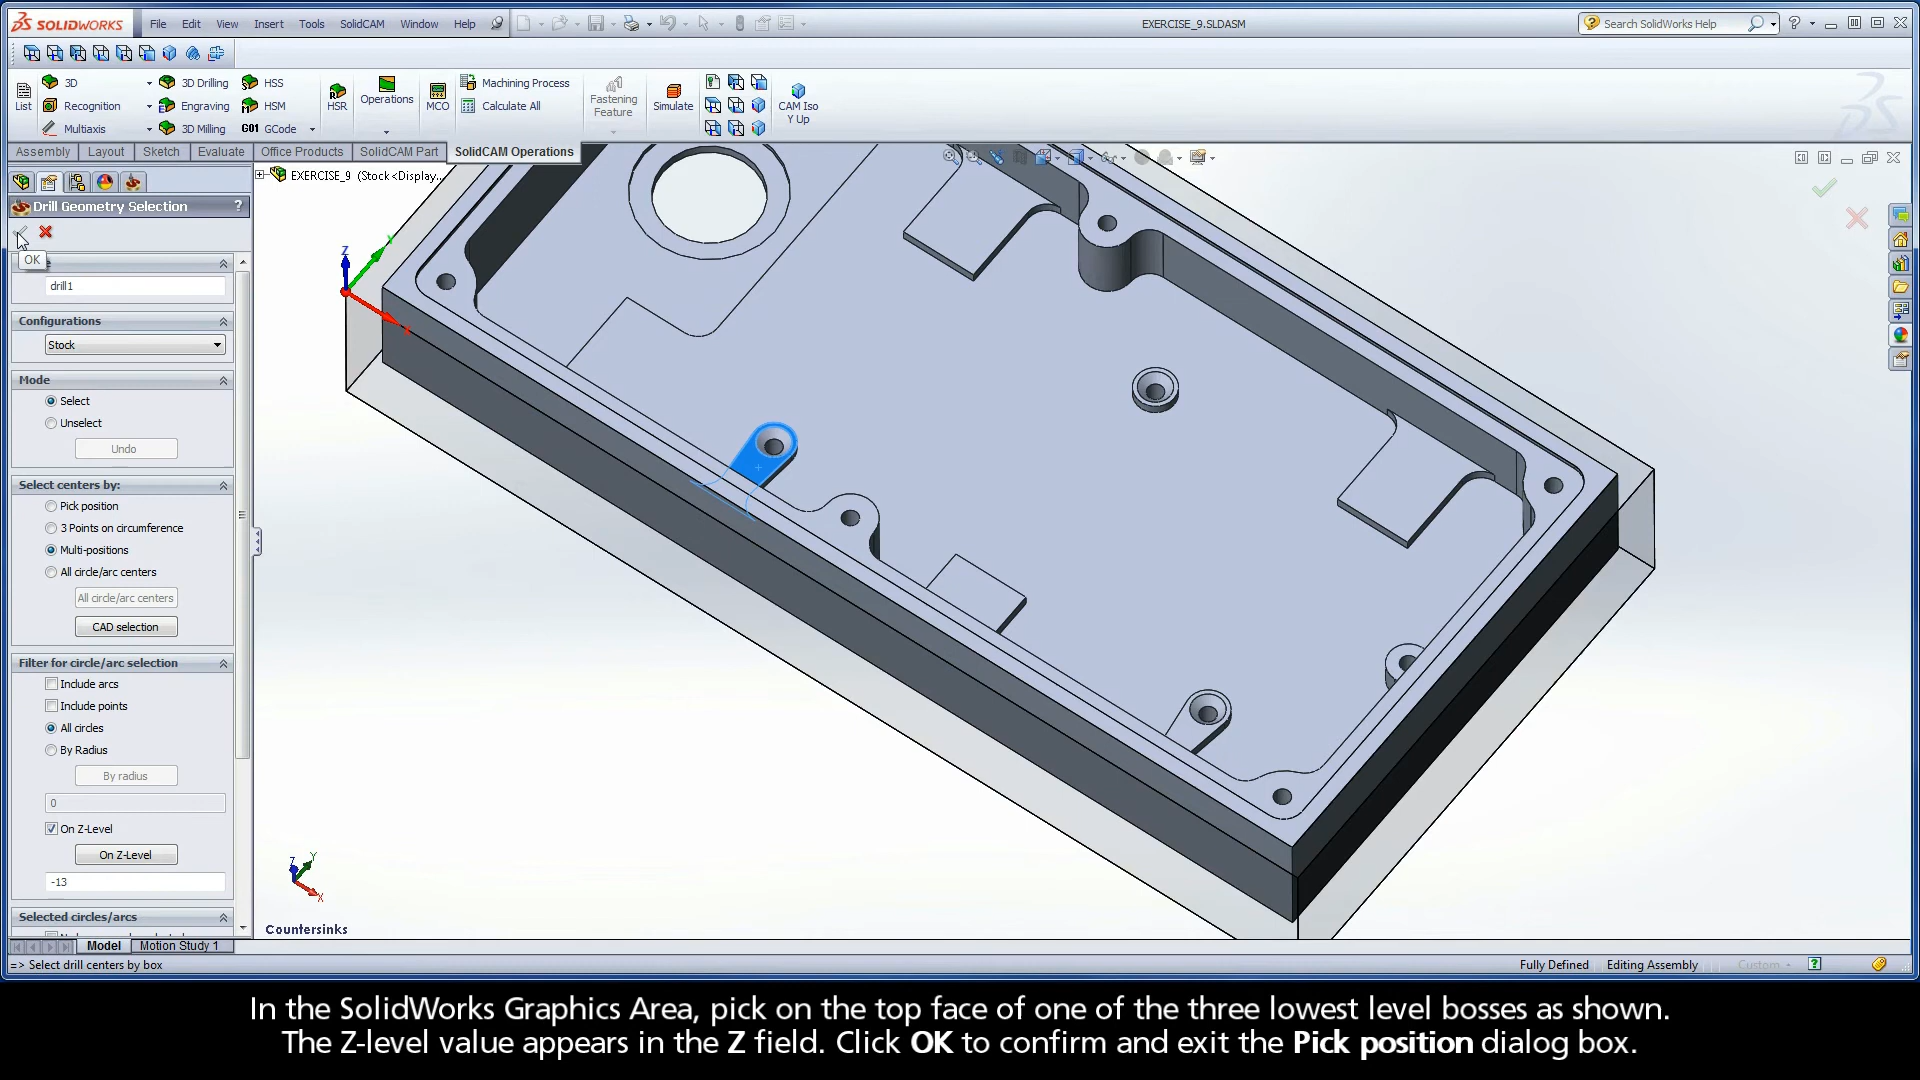 SOLIDWORKS File Edit View Insert Tools SolidCAM Window Help EXERCISE_9.SLDASM Search SolidWorks Help
List 3D Recognition Multiaxis 3D Drilling Engraving 3D Milling HSS HSM G01 GCode HSR Operations MCO Machining Process Calculate All Fastening Feature Simulate CAM Iso Y Up
Assembly Layout Sketch Evaluate Office Products SolidCAM Part SolidCAM Operations
EXERCISE_9 (Stock<Display...
Drill Geometry Selection ?
OK
drill1
Configurations
Stock
Mode
Select
Unselect
Undo
Select centers by:
Pick position
3 Points on circumference
Multi-positions
All circle/arc centers
All circle/arc centers
CAD selection
Filter for circle/arc selection
Include arcs
Include points
All circles
By Radius
By radius
0
On Z-Level
On Z-Level
-13
Selected circles/arcs
Z
Z Y X
Countersinks
Model Motion Study 1
=> Select drill centers by box Fully Defined Editing Assembly Custom
In the SolidWorks Graphics Area, pick on the top face of one of the three lowest level bosses as shown.
The Z-level value appears in the Z field. Click OK to confirm and exit the Pick position dialog box.